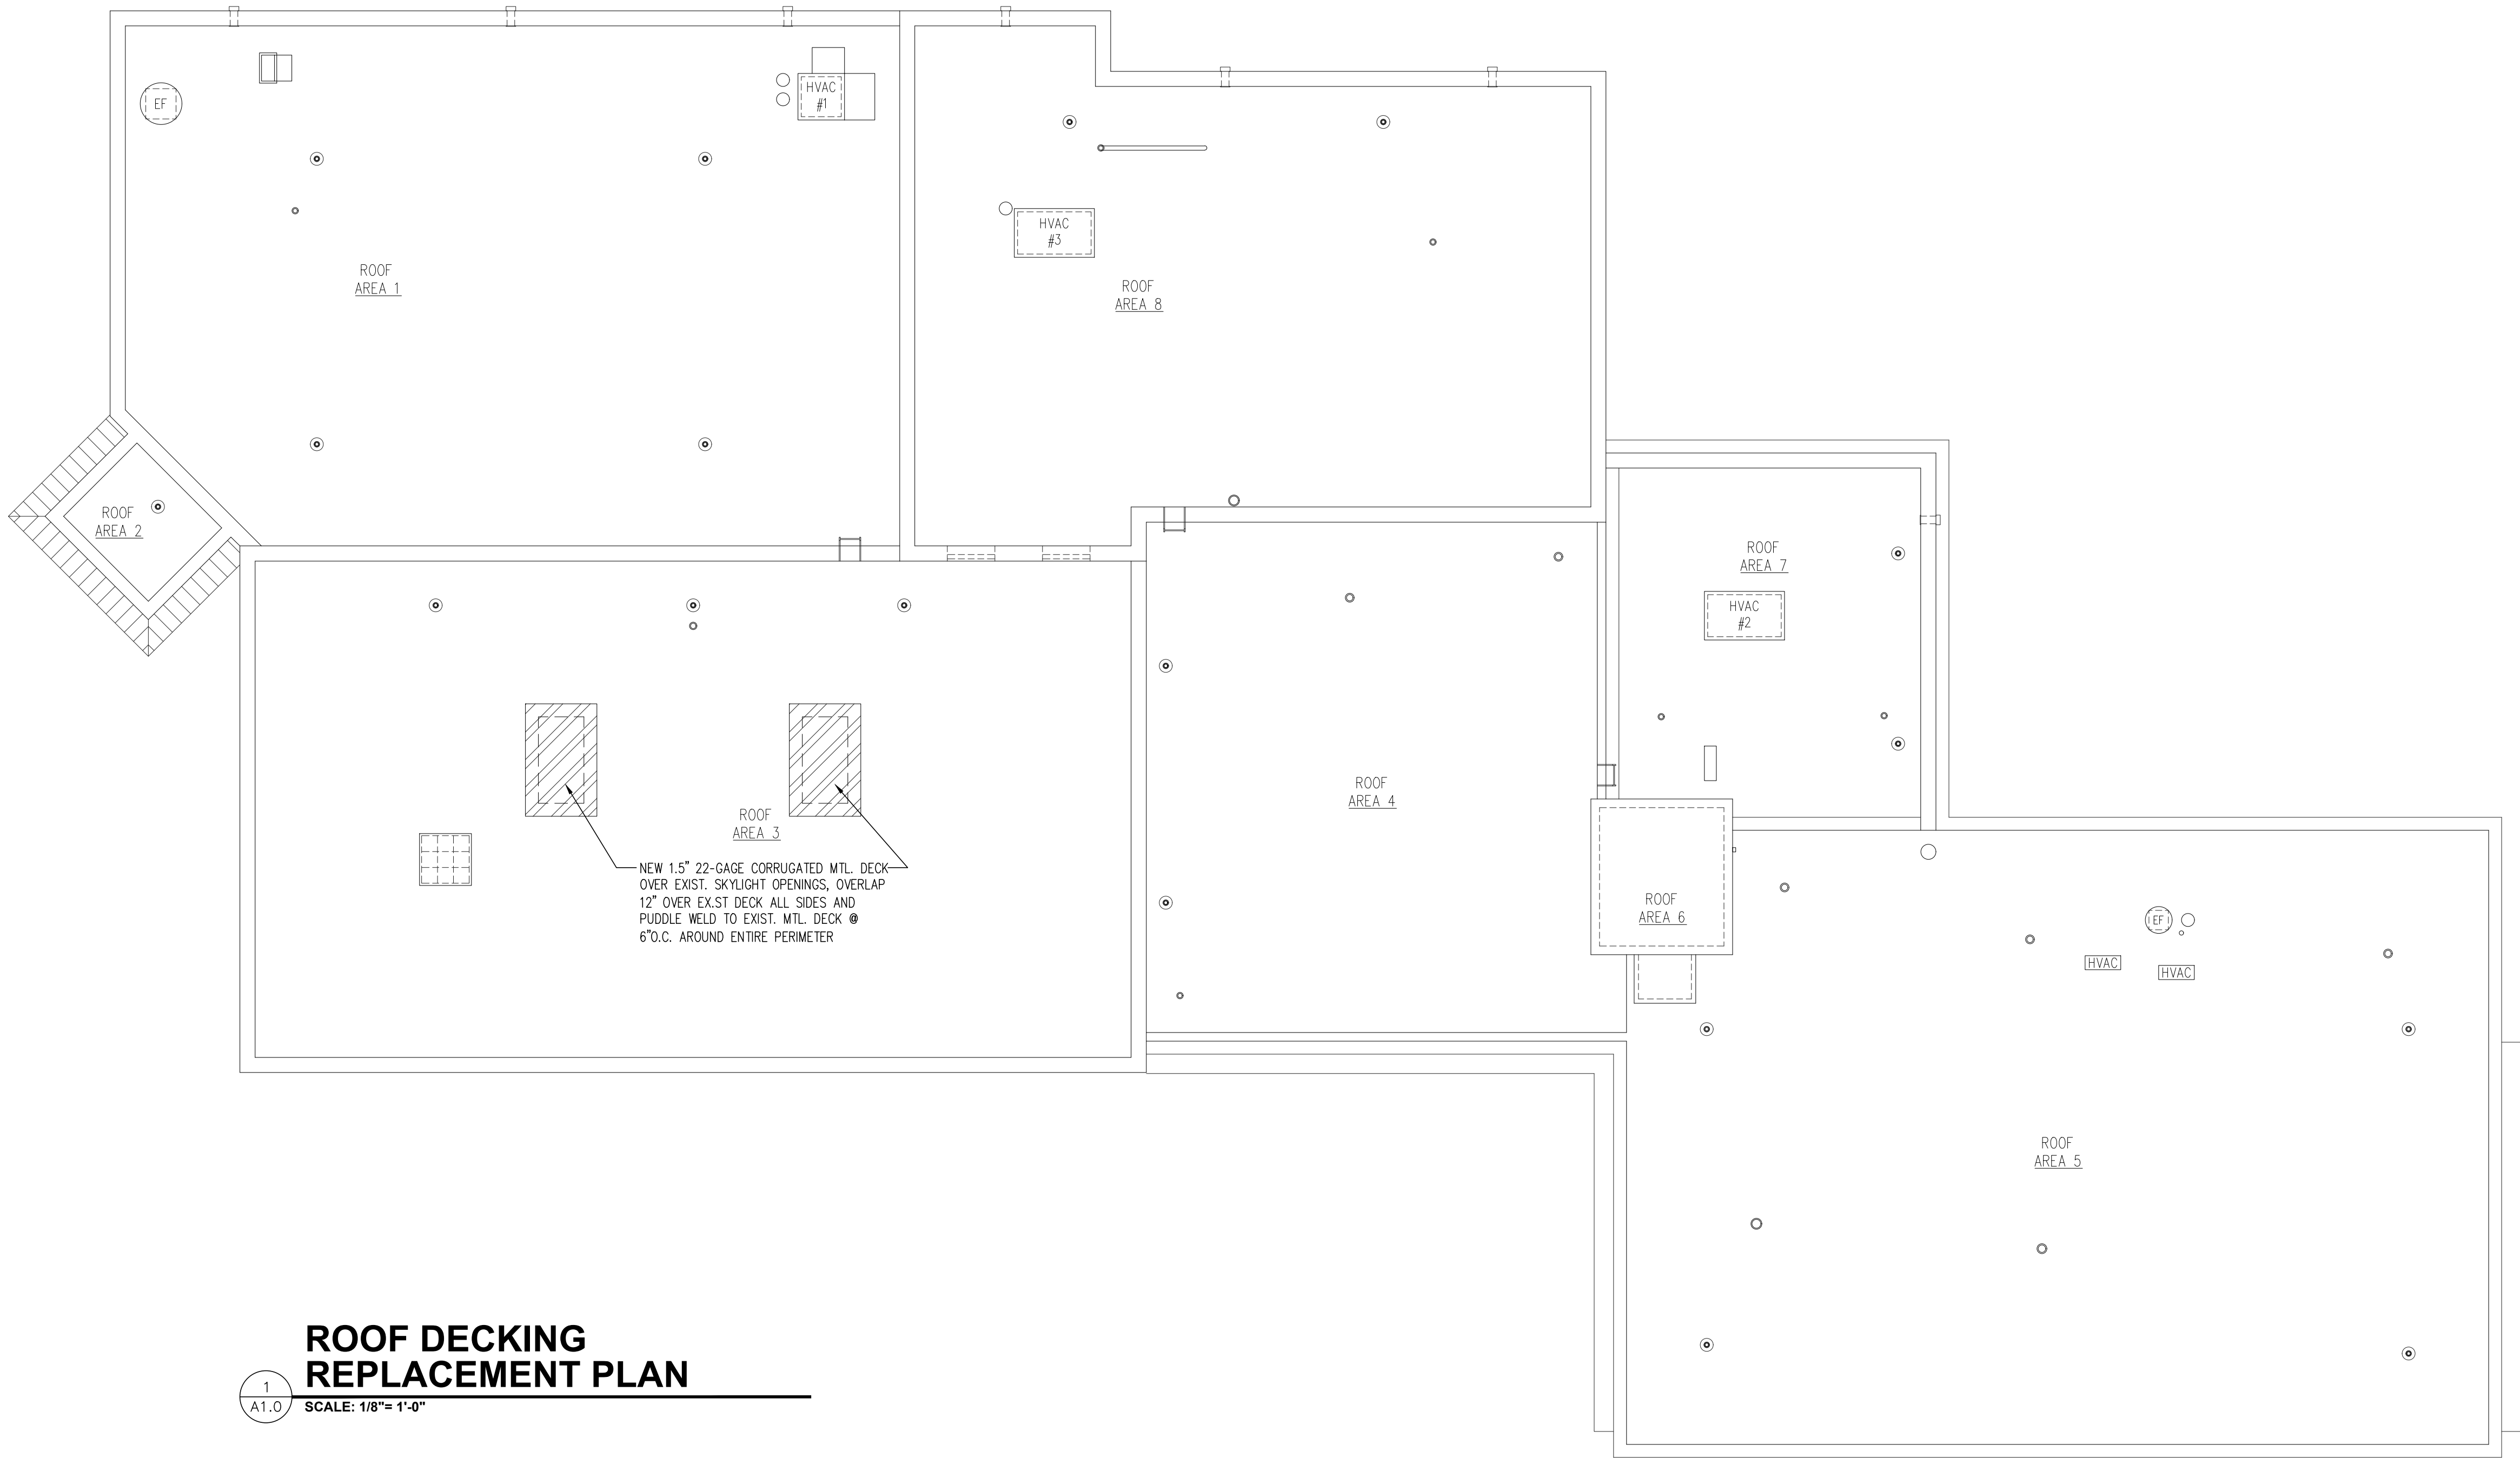 EF
HVAC
#1
HVAC
#3
ROOF
AREA 1
ROOF
AREA 8
ROOF
AREA 2
ROOF
AREA 7
HVAC
#2
ROOF
AREA 3
ROOF
AREA 4
NEW 1.5" 22-GAGE CORRUGATED MTL. DECK
OVER EXIST. SKYLIGHT OPENINGS, OVERLAP
12" OVER EX.ST DECK ALL SIDES AND
PUDDLE WELD TO EXIST. MTL. DECK @
6"O.C. AROUND ENTIRE PERIMETER
ROOF
AREA 6
EF
HVAC
HVAC
ROOF
AREA 5
ROOF DECKING
REPLACEMENT PLAN
1
A1.0
SCALE: 1/8"= 1'-0"